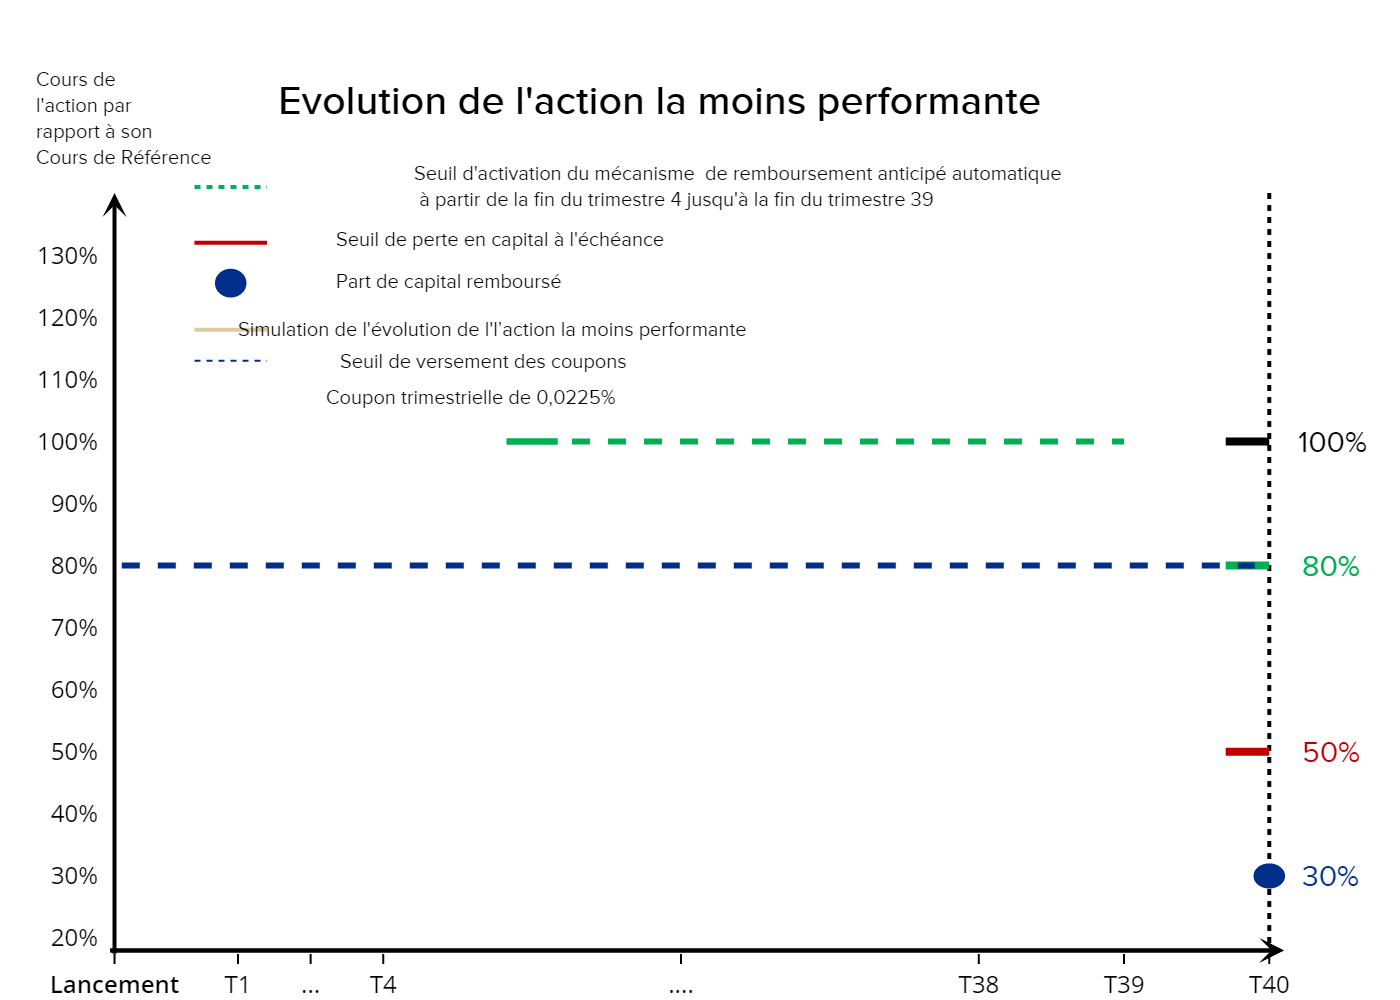 Cours de
l'action par
rapport à son
Cours de Référence
Evolution de l'action la moins performante
Seuil d'activation du mécanisme  de remboursement anticipé automatique
à partir de la fin du trimestre 4 jusqu'à la fin du trimestre 39
Seuil de perte en capital à l'échéance
Part de capital remboursé
Simulation de l'évolution de l'l’action la moins performante
Seuil de versement des coupons
Coupon trimestrielle de 0,0225%
130%
120%
110%
100%
90%
80%
70%
60%
50%
40%
30%
20%
100%
80%
50%
30%
Lancement T1 ... T4 .... T38 T39 T40